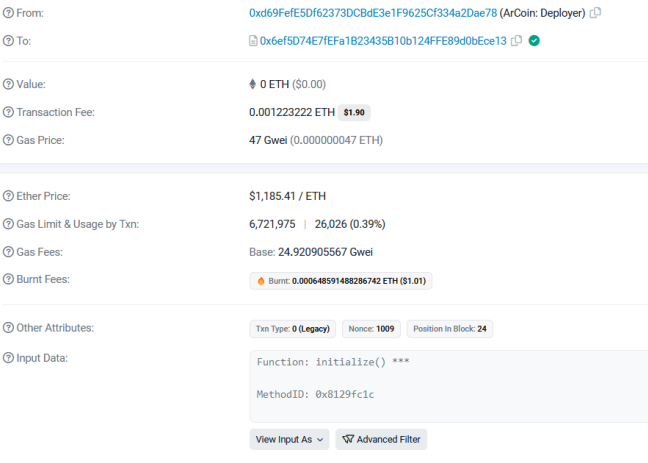 From: 0xd69FefE5Df62373DCBdE3e1F9625Cf334a2Dae78 (ArCoin: Deployer)
To: 0x6ef5D74E7fEFa1B23435B10b124FFE89d0bEce13
Value: 0 ETH ($0.00)
Transaction Fee: 0.001223222 ETH $1.90
Gas Price: 47 Gwei (0.000000047 ETH)
Ether Price: $1,185.41 / ETH
Gas Limit & Usage by Txn: 6,721,975 | 26,026 (0.39%)
Gas Fees: Base: 24.920905567 Gwei
Burnt Fees: Burnt: 0.000648591488286742 ETH ($1.01)
Other Attributes: Txn Type: 0 (Legacy) Nonce: 1009 Position In Block: 24
Input Data: Function: initialize() ***
MethodID: 0x8129fc1c
View Input As Advanced Filter